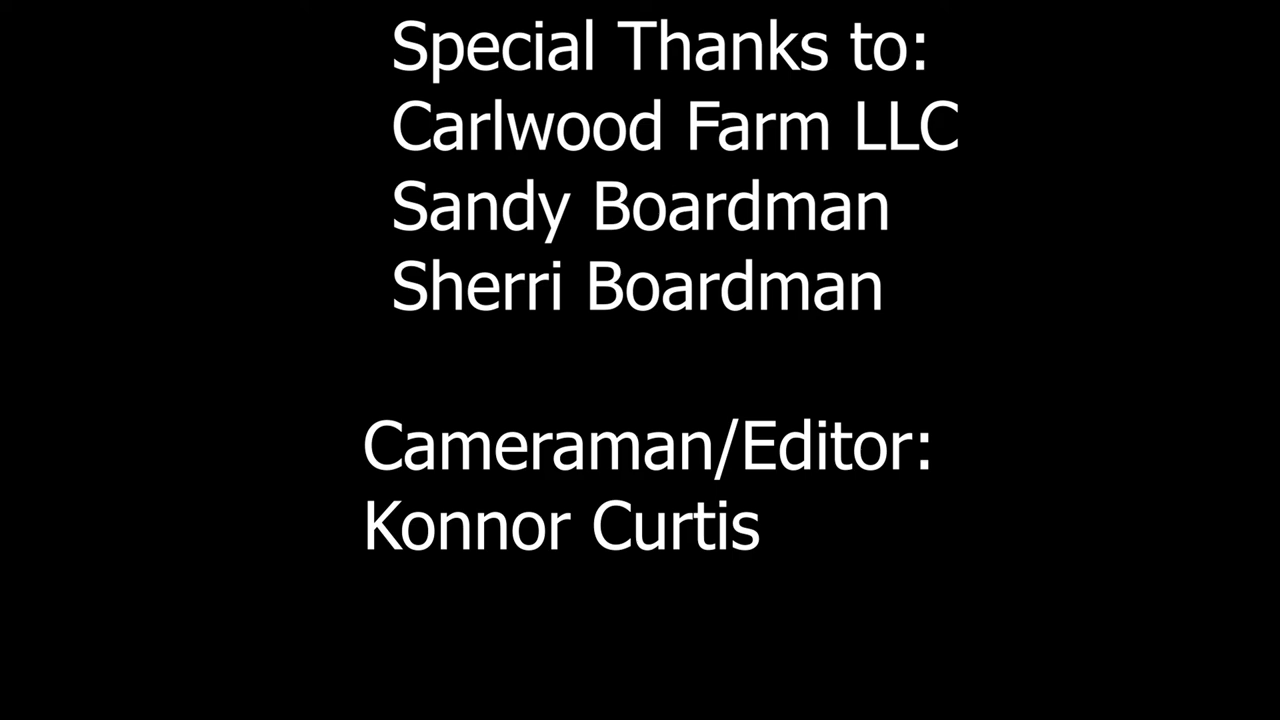 Special Thanks to:
Carlwood Farm LLC
Sandy Boardman
Sherri Boardman
Cameraman/Editor:
Konnor Curtis